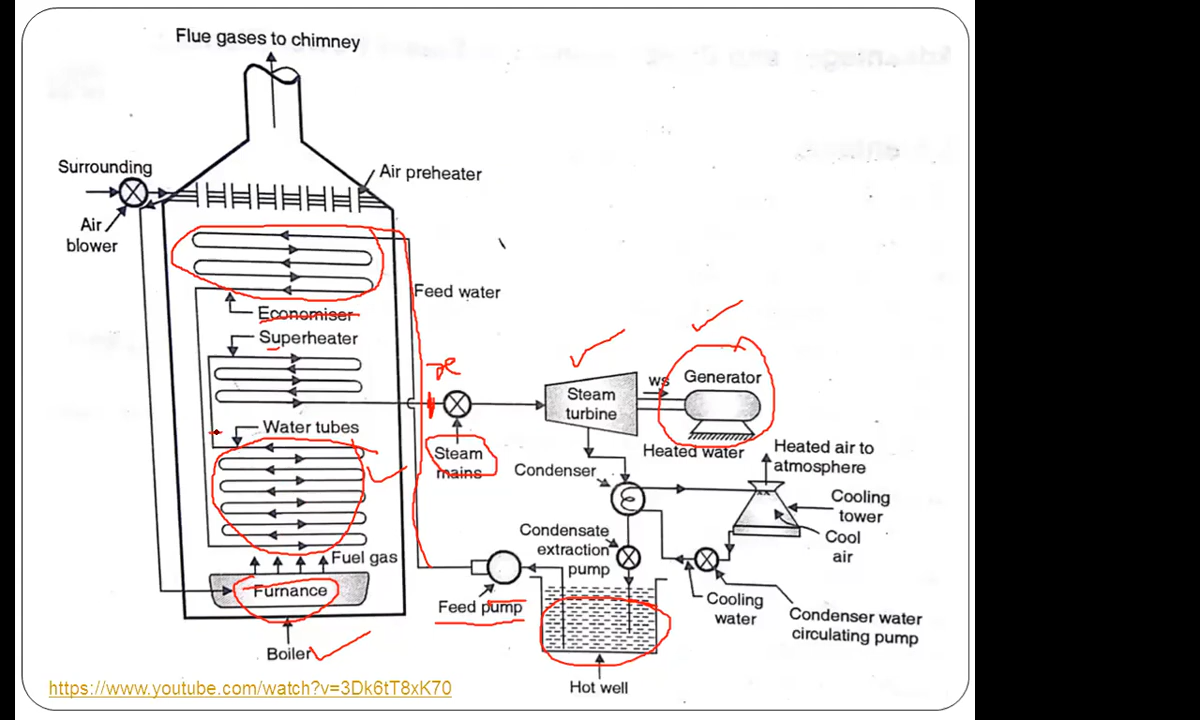 Flue gases to chimney
Surrounding
Air preheater
Air
blower
Feed water
Economiser
Superheater
Water tubes
Steam
mains
Steam
turbine
ws
Generator
Heated water
Heated air to
atmosphere
Condenser
Cooling
tower
Cool
air
Condensate
extraction
pump
Fuel gas
Furnance
Feed pump
Cooling
water
Condenser water
circulating pump
Boiler
Hot well
https://www.youtube.com/watch?v=3Dk6tT8xK70